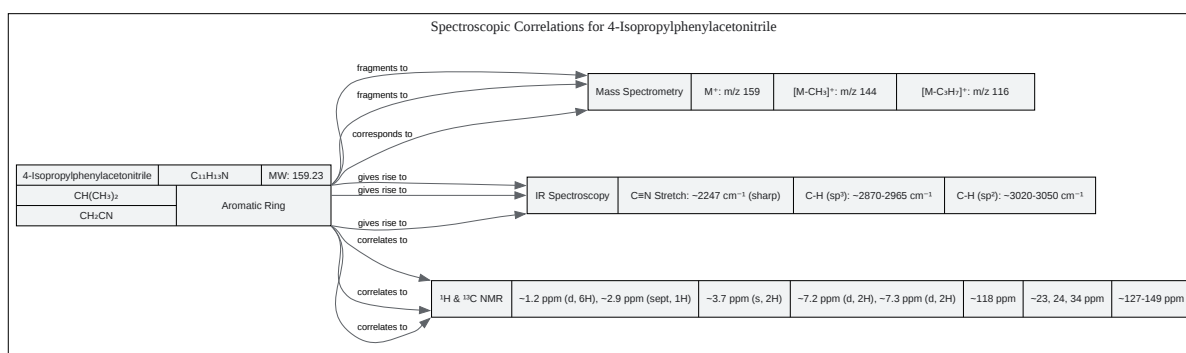 Spectroscopic Correlations for 4-Isopropylphenylacetonitrile
fragments to
Mass Spectrometry
M⁺: m/z 159
[M-CH₃]⁺: m/z 144
[M-C₃H₇]⁺: m/z 116
fragments to
corresponds to
4-Isopropylphenylacetonitrile
C₁₁H₁₃N
MW: 159.23
CH(CH₃)₂
CH₂CN
Aromatic Ring
gives rise to
gives rise to
gives rise to
IR Spectroscopy
C≡N Stretch: ~2247 cm⁻¹ (sharp)
C-H (sp³): ~2870-2965 cm⁻¹
C-H (sp²): ~3020-3050 cm⁻¹
correlates to
correlates to
correlates to
¹H & ¹³C NMR
~1.2 ppm (d, 6H), ~2.9 ppm (sept, 1H)
~3.7 ppm (s, 2H)
~7.2 ppm (d, 2H), ~7.3 ppm (d, 2H)
~118 ppm
~23, 24, 34 ppm
~127-149 ppm